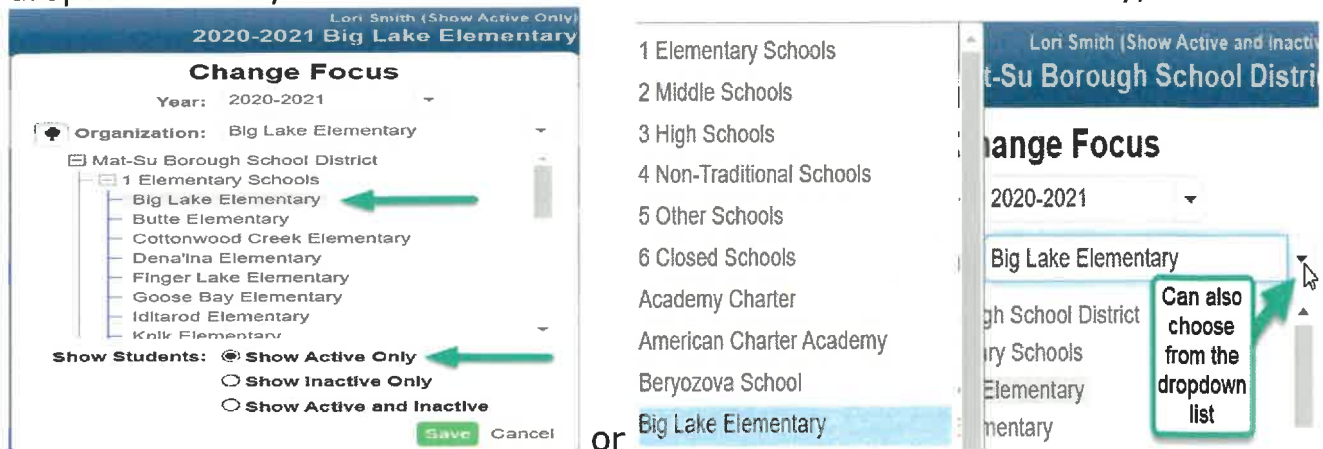 Lori Smith (Show Active Only)
2020-2021 Big Lake Elementary
Change Focus
Year: 2020-2021
Organization: Big Lake Elementary
Mat-Su Borough School District
1 Elementary Schools
Big Lake Elementary
Butte Elementary
Cottonwood Creek Elementary
Dena'ina Elementary
Finger Lake Elementary
Goose Bay Elementary
Iditarod Elementary
Knik Elementary
Show Students: Show Active Only
Show Inactive Only
Show Active and Inactive
Save Cancel
or
1 Elementary Schools
2 Middle Schools
3 High Schools
4 Non-Traditional Schools
5 Other Schools
6 Closed Schools
Academy Charter
American Charter Academy
Beryozova School
Big Lake Elementary
Lori Smith (Show Active and Inactiv
t-Su Borough School Distri
ange Focus
2020-2021
Big Lake Elementary
gh School District
ry Schools
Elementary
mentary
Can also
choose
from the
dropdown
list